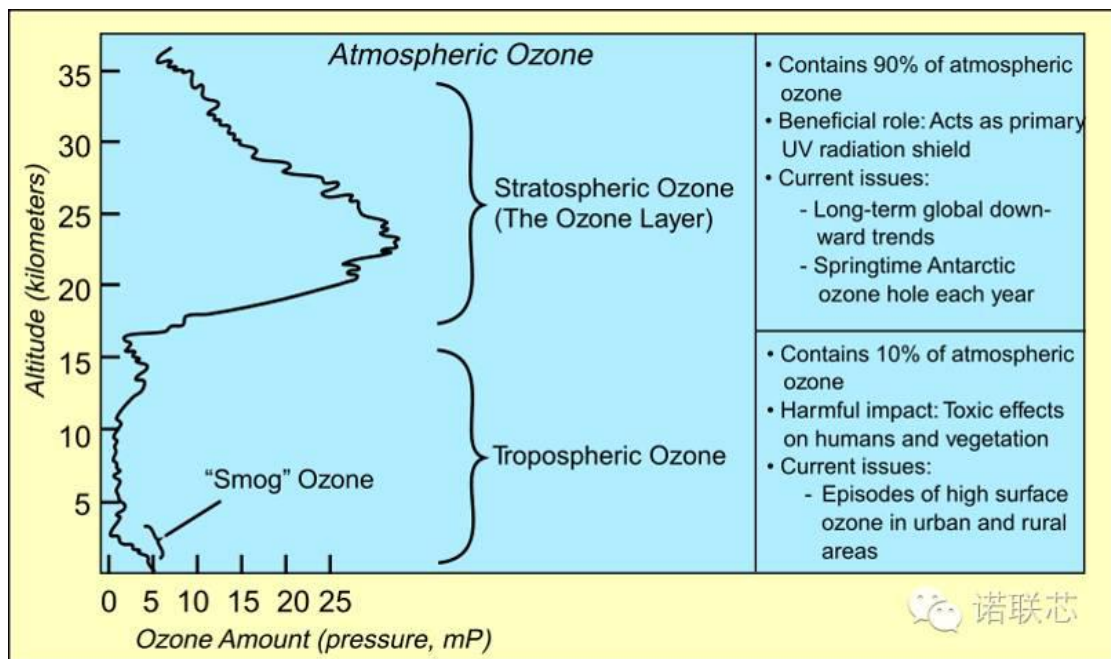 Atmospheric Ozone
Altitude (kilometers)
35
30
25
20
15
10
5
Stratospheric Ozone
(The Ozone Layer)
Tropospheric Ozone
“Smog” Ozone
0 5 10 15 20 25
Ozone Amount (pressure, mP)
• Contains 90% of atmospheric
ozone
• Beneficial role: Acts as primary
UV radiation shield
• Current issues:
- Long-term global down-
ward trends
- Springtime Antarctic
ozone hole each year
• Contains 10% of atmospheric
ozone
• Harmful impact: Toxic effects
on humans and vegetation
• Current issues:
- Episodes of high surface
ozone in urban and rural
areas
诺联芯